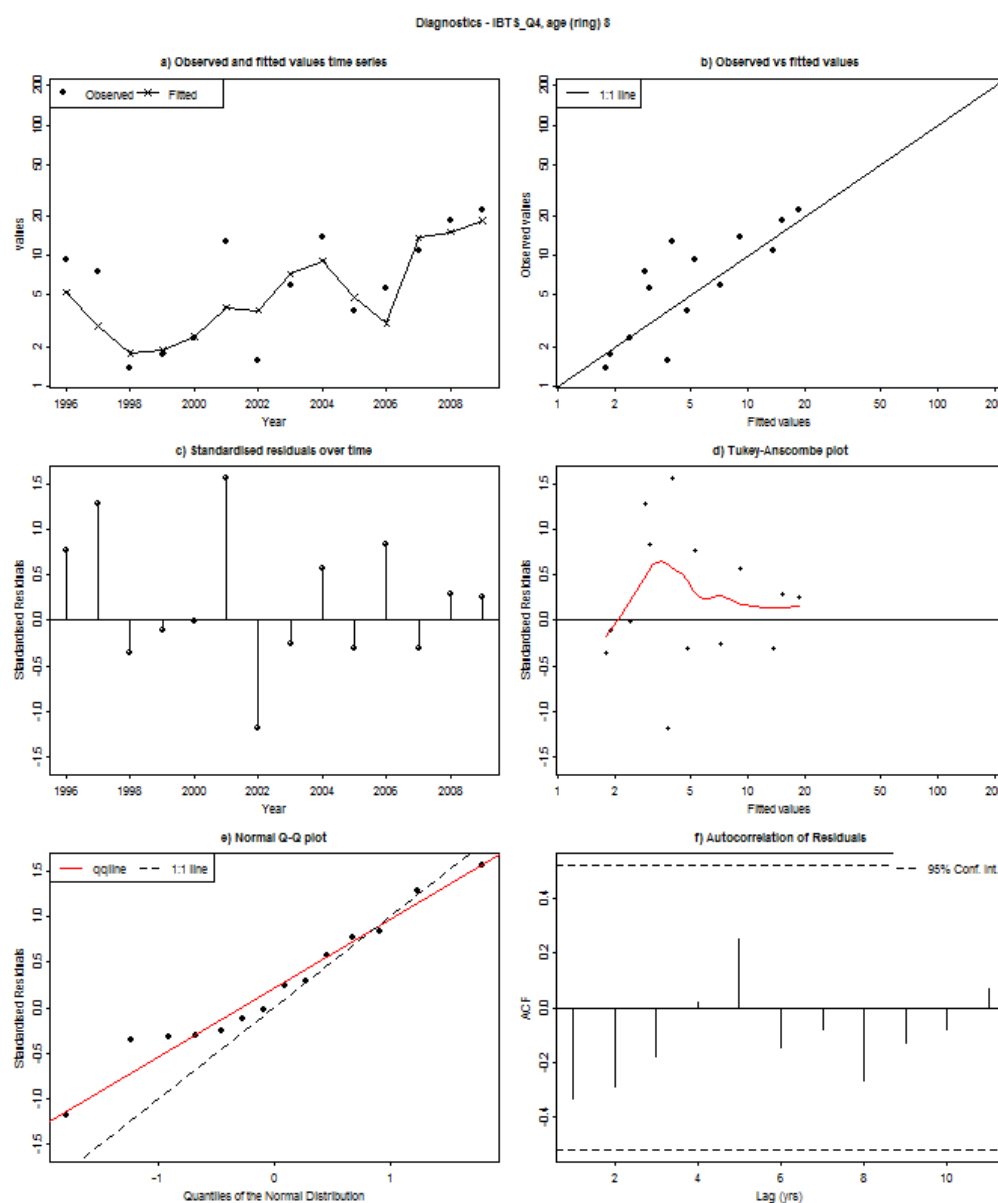 Diagnostics - IBTS_Q4, age (ring) 8
a) Observed and fitted values time series
Observed Fitted
values
200
100
50
20
10
5
2
1
1996 1998 2000 2002 2004 2006 2008
Year
b) Observed vs fitted values
1:1 line
Observed values
200
100
50
20
10
5
2
1
1 2 5 10 20 50 100 200
Fitted values
c) Standardised residuals over time
Standardised Residuals
1.5
1.0
0.5
0.0
-0.5
-1.0
-1.5
1996 1998 2000 2002 2004 2006 2008
Year
d) Tukey-Anscombe plot
Standardised Residuals
1.5
1.0
0.5
0.0
-0.5
-1.0
-1.5
1 2 5 10 20 50 100 200
Fitted values
e) Normal Q-Q plot
qqline 1:1 line
Standardised Residuals
1.5
1.0
0.5
0.0
-0.5
-1.0
-1.5
-1 0 1
Quantiles of the Normal Distribution
f) Autocorrelation of Residuals
95% Conf. Int.
ACF
0.4
0.2
0.0
-0.2
-0.4
2 4 6 8 10
Lag (yrs)